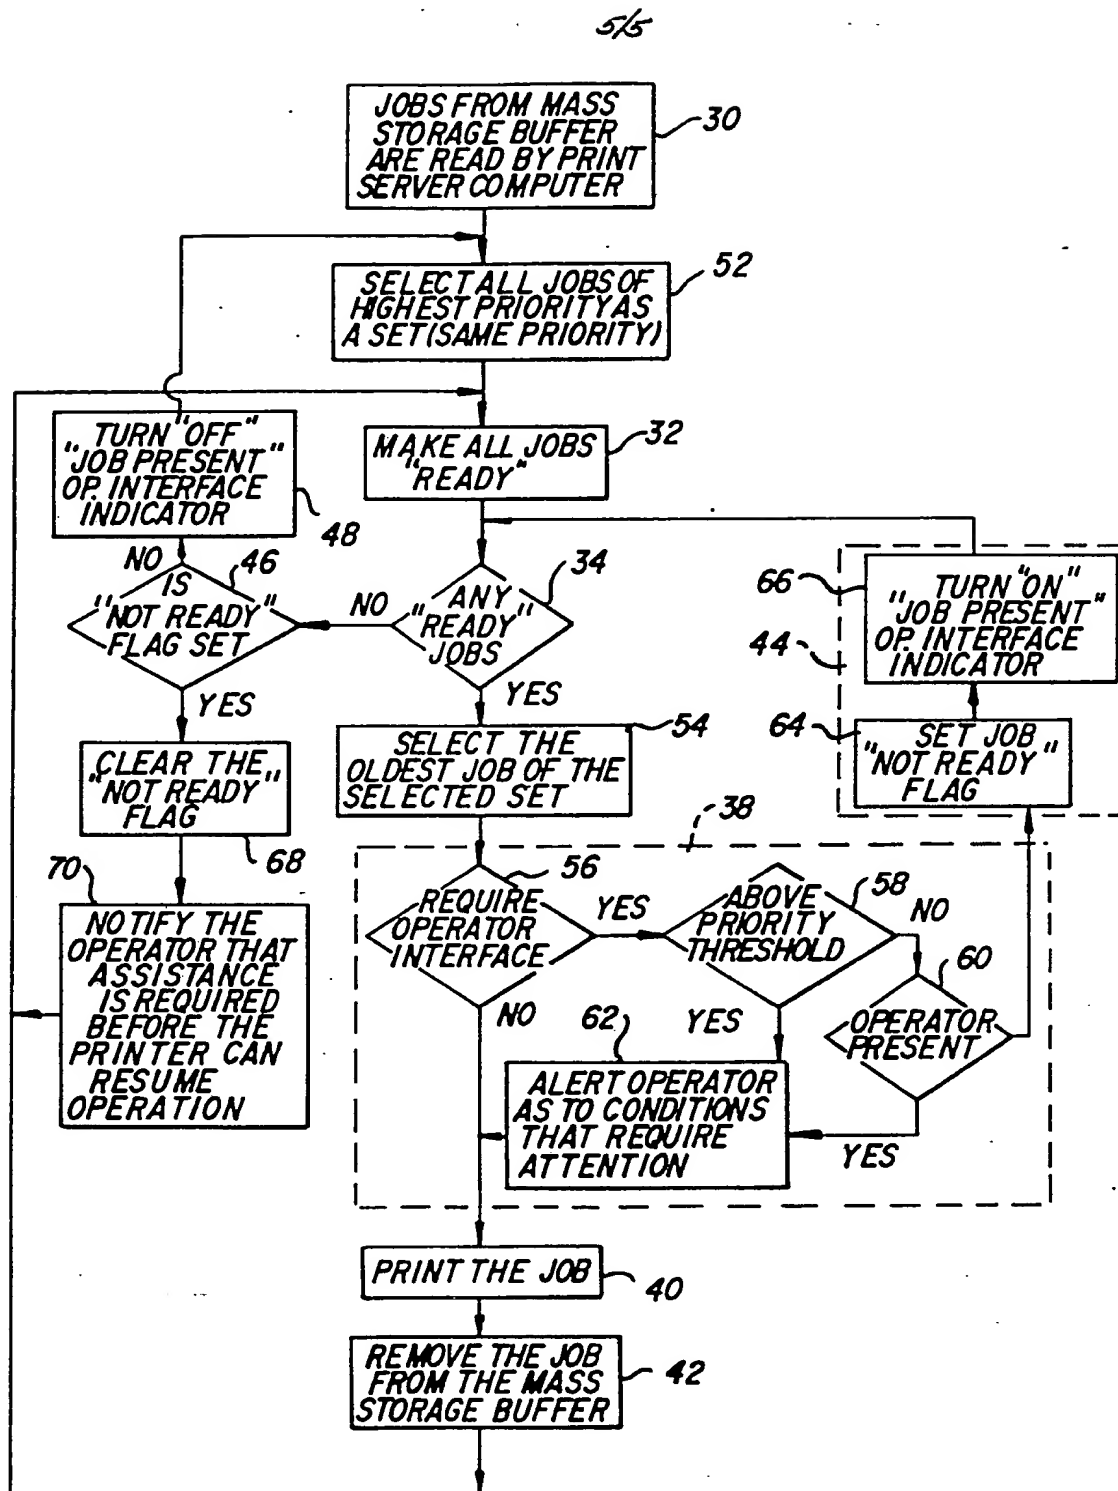 5/5
JOBS FROM MASS
STORAGE BUFFER
ARE READ BY PRINT
SERVER COMPUTER
30
SELECT ALL JOBS OF
HIGHEST PRIORITY AS
A SET (SAME PRIORITY)
52
TURN "OFF"
"JOB PRESENT"
OP. INTERFACE
INDICATOR
48
MAKE ALL JOBS
"READY"
32
NO
IS
"NOT READY"
FLAG SET
46
YES
NO
ANY
"READY"
JOBS
34
YES
66
TURN "ON"
"JOB PRESENT"
OP. INTERFACE
INDICATOR
44
64
SET JOB
"NOT READY"
FLAG
CLEAR THE
"NOT READY"
FLAG
68
SELECT THE
OLDEST JOB OF THE
SELECTED SET
54
38
70
NOTIFY THE
OPERATOR THAT
ASSISTANCE
IS REQUIRED
BEFORE THE
PRINTER CAN
RESUME
OPERATION
REQUIRE
OPERATOR
INTERFACE
56
YES
NO
ABOVE
PRIORITY
THRESHOLD
58
NO
YES
60
OPERATOR
PRESENT
YES
62
ALERT OPERATOR
AS TO CONDITIONS
THAT REQUIRE
ATTENTION
PRINT THE JOB
40
REMOVE THE JOB
FROM THE MASS
STORAGE BUFFER
42